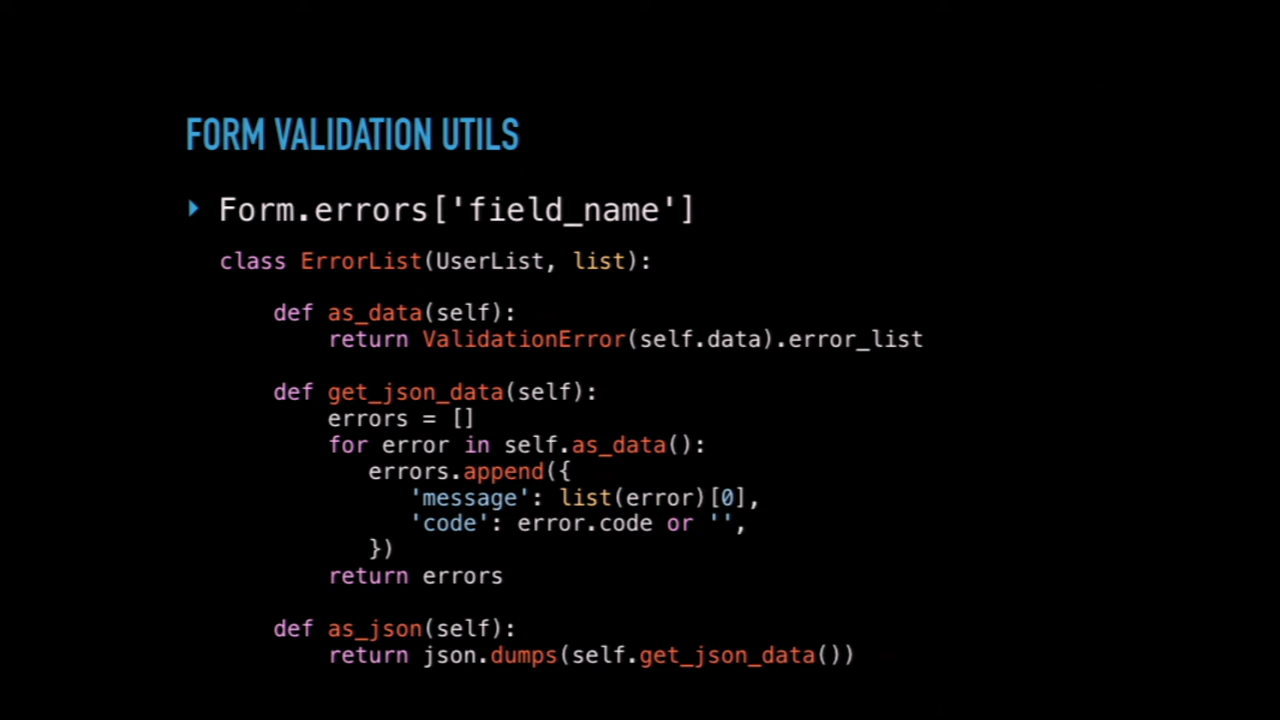 FORM VALIDATION UTILS
Form.errors['field_name']
class ErrorList(UserList, list):
def as_data(self):
return ValidationError(self.data).error_list
def get_json_data(self):
errors = []
for error in self.as_data():
errors.append({
'message': list(error)[0],
'code': error.code or '',
})
return errors
def as_json(self):
return json.dumps(self.get_json_data())